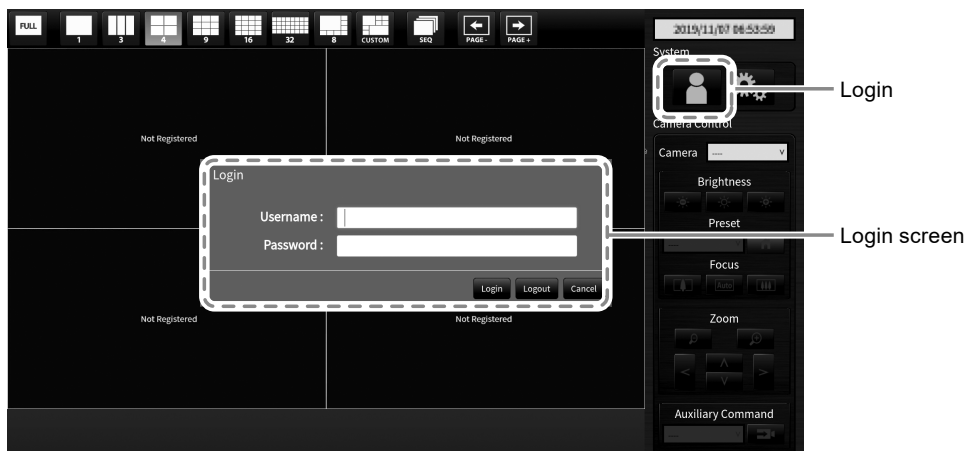 FULL
1
3
4
9
16
32
8
CUSTOM
SEQ
PAGE -
PAGE +
2019/11/07 06:53:59
System
Login
Camera Control
Not Registered
Not Registered
Camera
----
Login
Brightness
Username :
Preset
Password :
Login screen
Focus
Auto
Login
Logout
Cancel
Not Registered
Not Registered
Zoom
Auxiliary Command